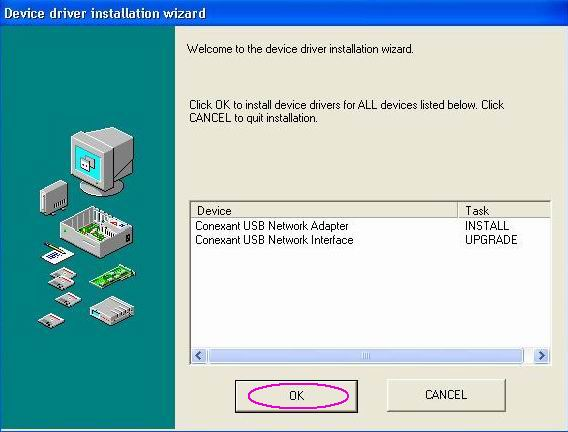 Device driver installation wizard
Welcome to the device driver installation wizard.
Click OK to install device drivers for ALL devices listed below. Click
CANCEL to quit installation.
Device Task
Conexant USB Network Adapter INSTALL
Conexant USB Network Interface UPGRADE
OK CANCEL